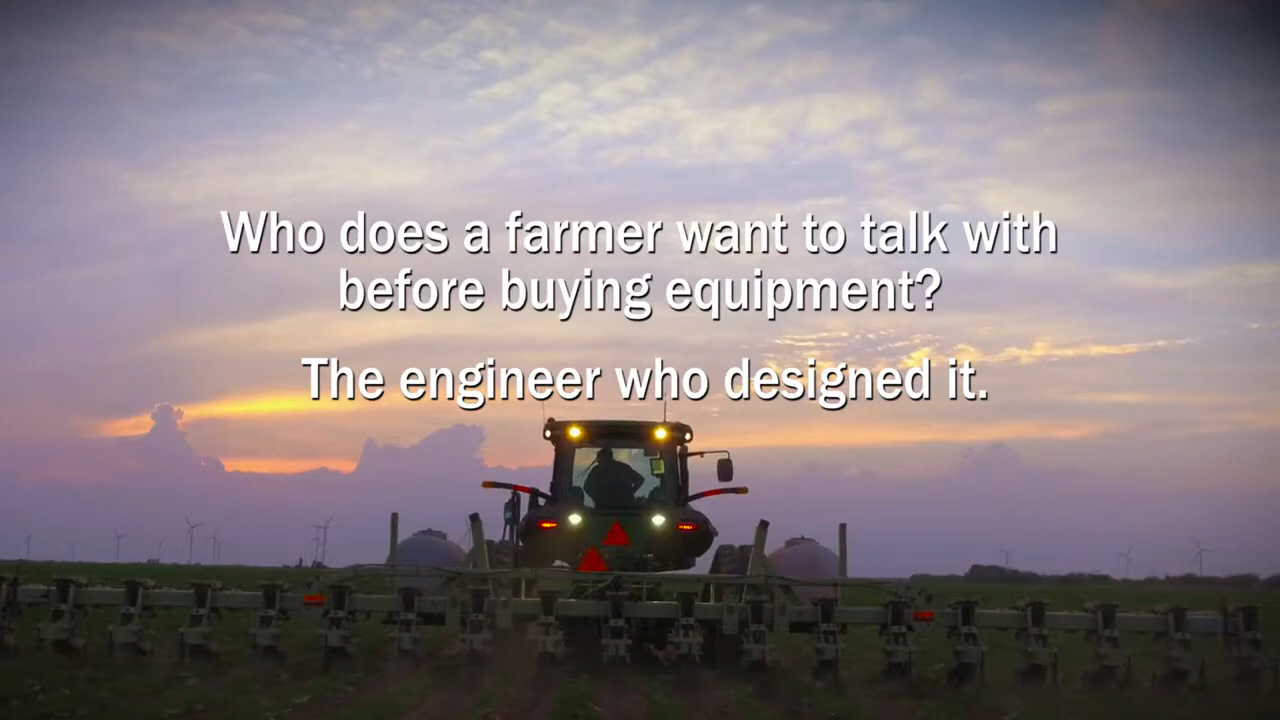 Who does a farmer want to talk with
before buying equipment?
The engineer who designed it.